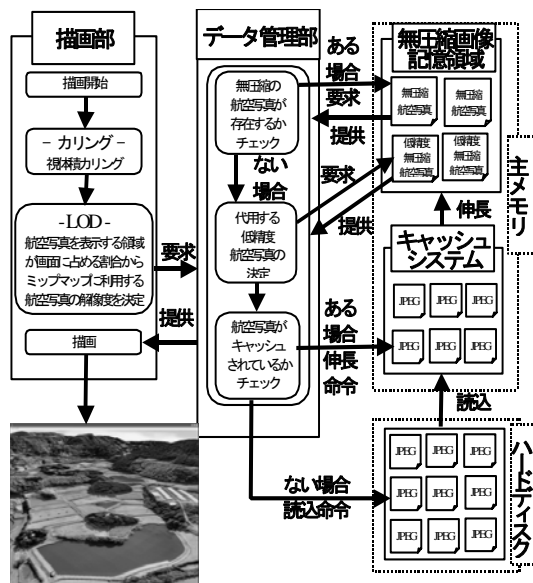 描画部
描画開始
- カリング -
視体積カリング
- LOD -
航空写真を表示する領域
が画面に占める割合から
ミップマップに利用する
航空写真の解像度を決定
描画
要求
提供
データ管理部
無圧縮の
航空写真が
存在するか
チェック
ない
場合
代用する
低精度
航空写真の
決定
航空写真が
キャッシュ
されているか
チェック
ある
場合
要求
提供
要求
提供
ある
場合
伸長
命令
ない場合
読込命令
無圧縮画像
記憶領域
無圧縮
航空写真
無圧縮
航空写真
低精度
無圧縮
航空写真
低精度
無圧縮
航空写真
主メモリ
伸長
キャッシュ
システム
JPEG
JPEG
JPEG
JPEG
JPEG
JPEG
読込
JPEG
JPEG
JPEG
JPEG
JPEG
JPEG
JPEG
JPEG
JPEG
ハードディスク